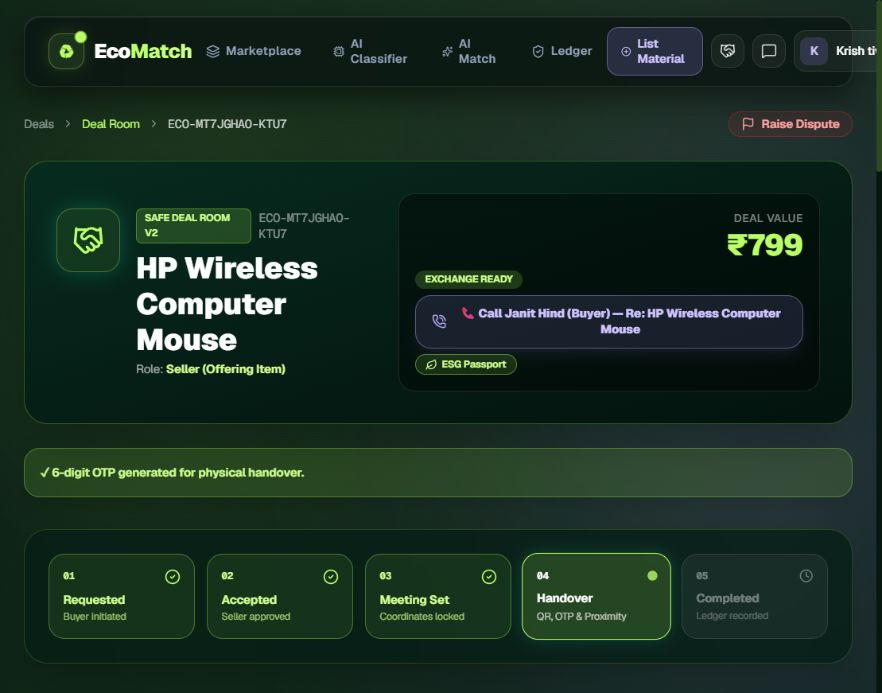 EcoMatch
Marketplace
AI
Classifier
AI
Match
Ledger
List
Material
K
Krish
Deals > Deal Room > ECO-MT7JGHAO-KTU7
Raise Dispute
SAFE DEAL ROOM
V2
ECO-MT7JGHAO-
KTU7
HP Wireless
Computer
Mouse
Role: Seller (Offering Item)
DEAL VALUE
₹799
EXCHANGE READY
📞 Call Janit Hind (Buyer) — Re: HP Wireless Computer
Mouse
ESG Passport
✓ 6-digit OTP generated for physical handover.
01
Requested
Buyer initiated
02
Accepted
Seller approved
03
Meeting Set
Coordinates locked
04
Handover
QR, OTP & Proximity
05
Completed
Ledger recorded